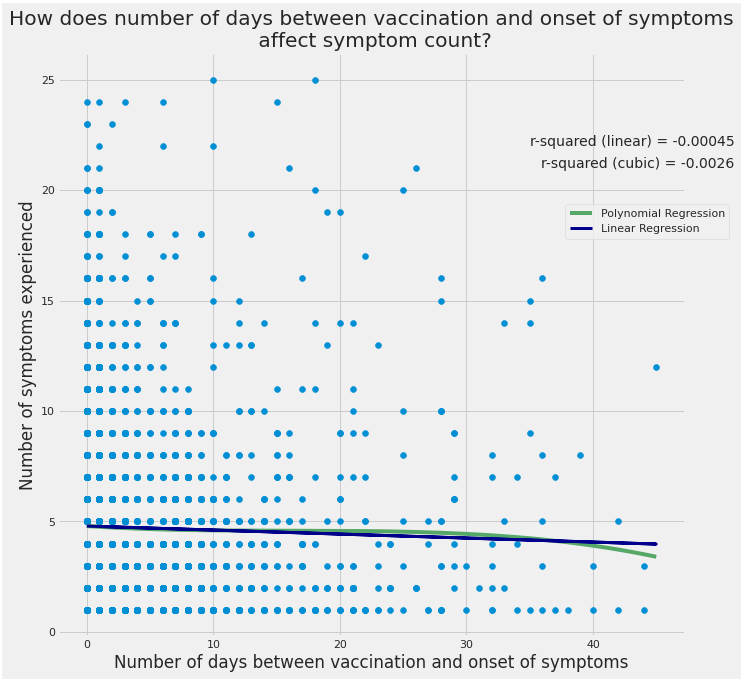 How does number of days between vaccination and onset of symptoms
affect symptom count?
25
20
15
10
5
0
Number of symptoms experienced
r-squared (linear) = -0.00045
r-squared (cubic) = -0.0026
Polynomial Regression
Linear Regression
0 10 20 30 40
Number of days between vaccination and onset of symptoms